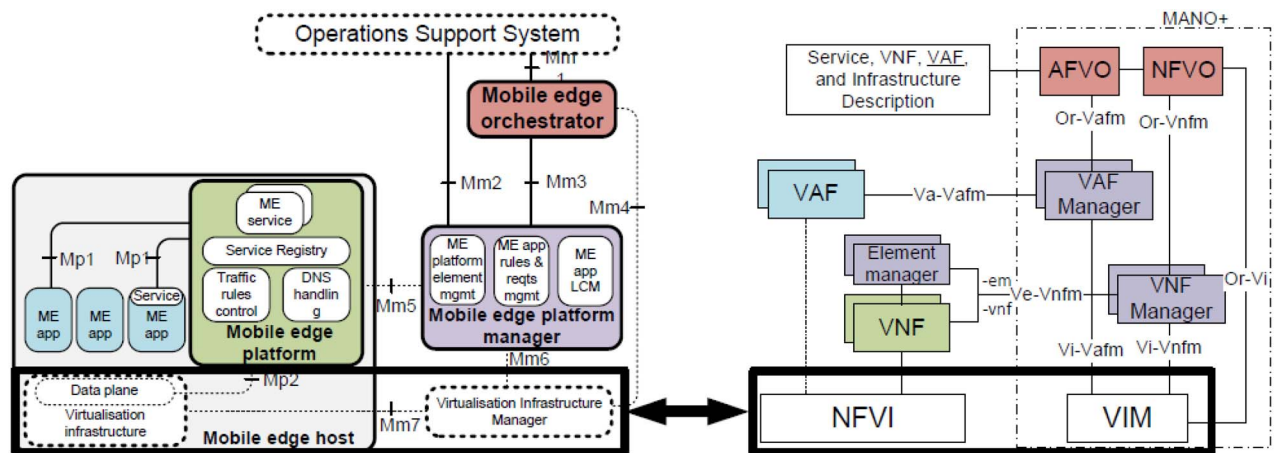 Operations Support System
Mm
1
Mobile edge
orchestrator
Mm2
Mm3
Mm4
ME
service
Service Registry
Traffic
rules
control
DNS
handlin
g
Mobile edge
platform
Mp1
Mp1
ME
app
ME
app
Service
ME
app
Mm5
ME
platform
element
mgmt
ME app
rules &
reqts
mgmt
ME
app
LCM
Mobile edge platform
manager
Mm6
Mp2
Data plane
Virtualisation
infrastructure
Mm7
Virtualisation Infrastructure
Manager
Mobile edge host
MANO+
Service, VNF, VAF,
and Infrastructure
Description
AFVO
NFVO
Or-Vafm
Or-Vnfm
VAF
Va-Vafm
VAF
Manager
Element
manager
-em
-vnf
Ve-Vnfm
VNF
VNF
Manager
Or-Vi
Vi-Vafm
Vi-Vnfm
NFVI
VIM